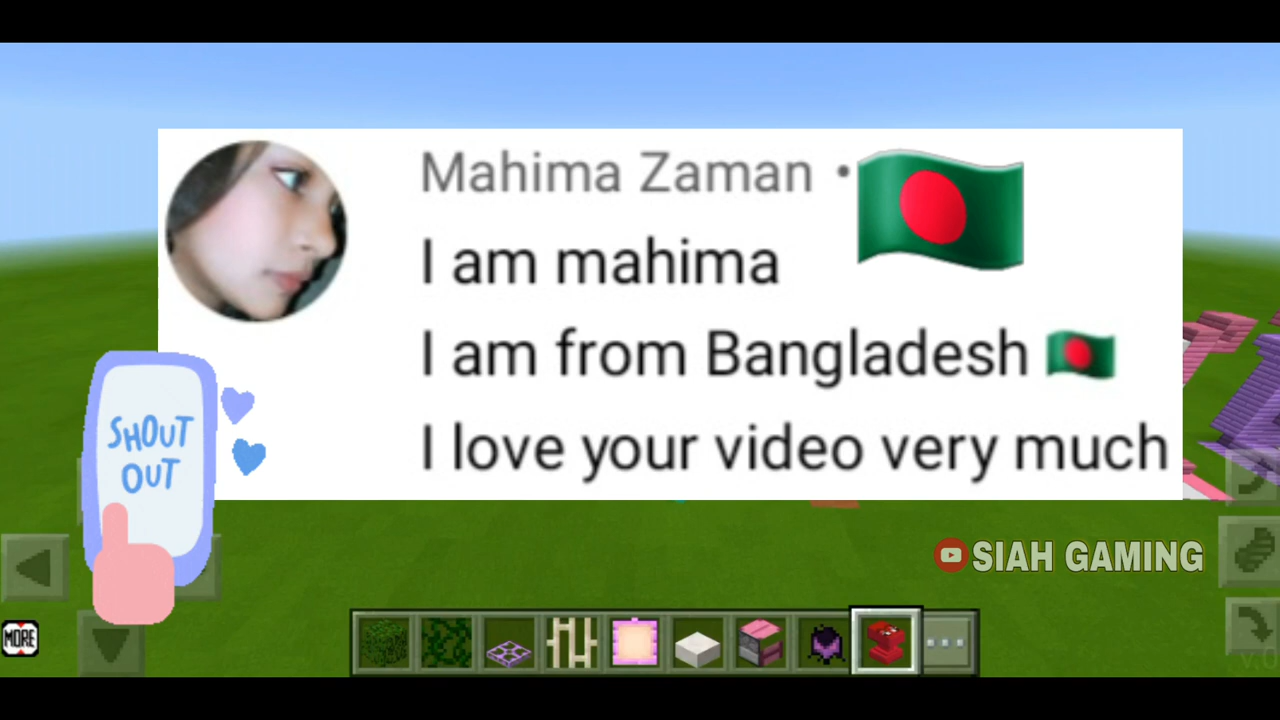 Mahima Zaman •
I am mahima
I am from Bangladesh 🇧🇩
I love your video very much
SHOUT
OUT
SIAH GAMING
MORE